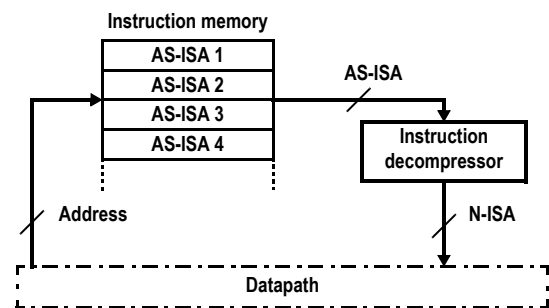 Instruction memory
AS-ISA 1
AS-ISA 2
AS-ISA 3
AS-ISA 4
AS-ISA
Instruction
decompressor
Address
N-ISA
Datapath